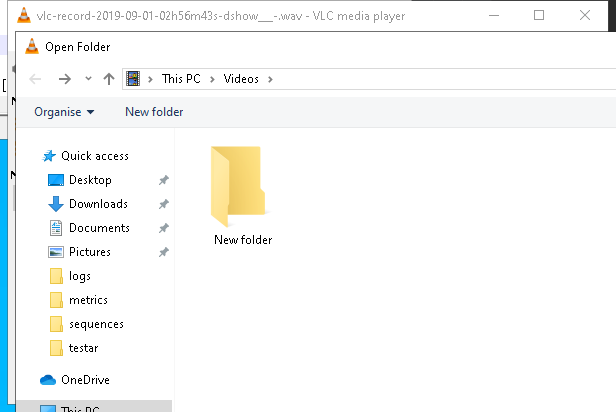 vlc-record-2019-09-01-02h56m43s-dshow___-.wav - VLC media player
Open Folder
This PC > Videos >
Organise
New folder
Quick access
Desktop
Downloads
Documents
Pictures
logs
metrics
sequences
testar
OneDrive
This PC
New folder